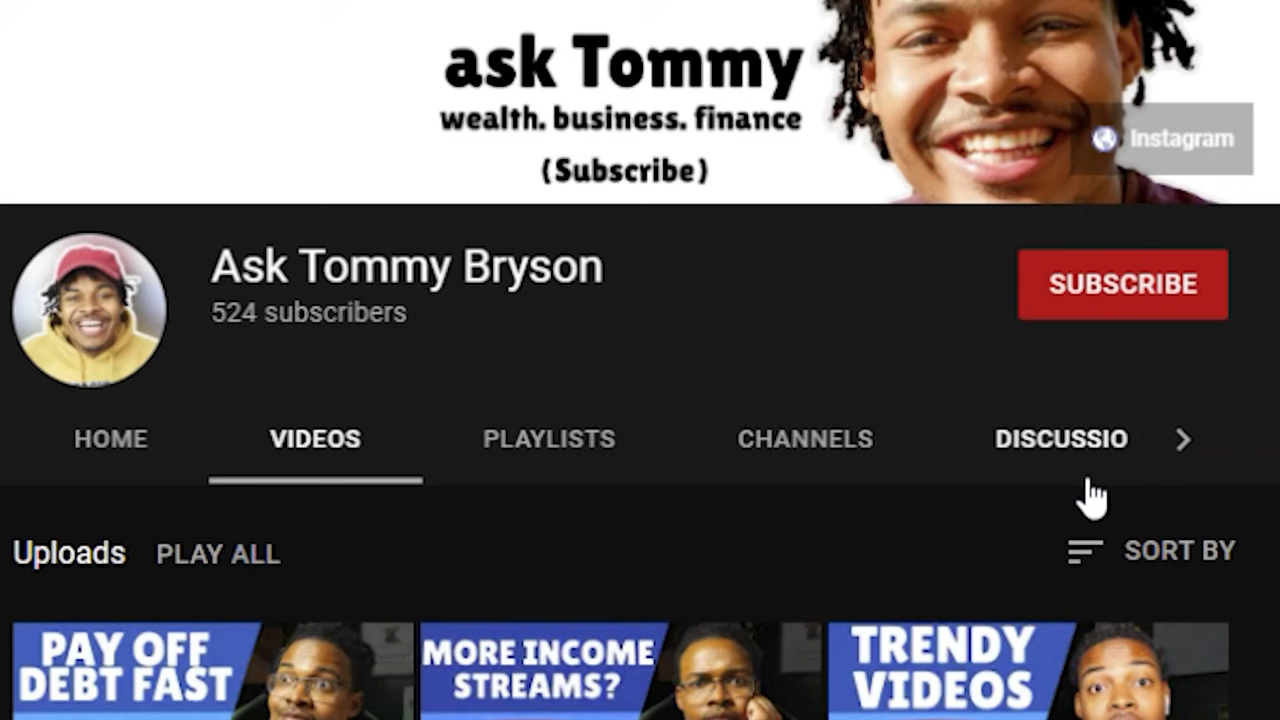 ask Tommy
wealth. business. finance
(Subscribe)
Instagram
Ask Tommy Bryson
524 subscribers
SUBSCRIBE
HOME VIDEOS PLAYLISTS CHANNELS DISCUSSIO
Uploads PLAY ALL SORT BY
PAY OFF
DEBT FAST
MORE INCOME
STREAMS?
TRENDY
VIDEOS